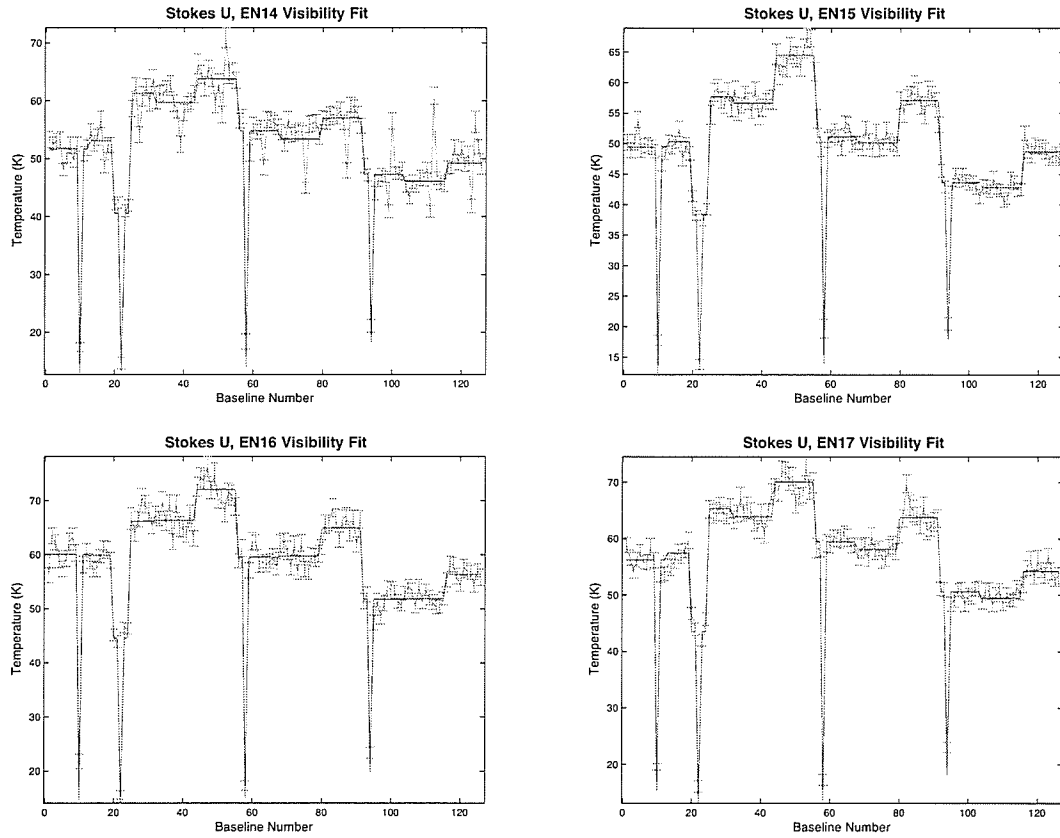 Stokes U, EN14 Visibility Fit
70
60
50
40
30
20
Temperature (K)
0 20 40 60 80 100 120
Baseline Number
Stokes U, EN15 Visibility Fit
65
60
55
50
45
40
35
30
25
20
15
Temperature (K)
0 20 40 60 80 100 120
Baseline Number
Stokes U, EN16 Visibility Fit
70
60
50
40
30
20
Temperature (K)
0 20 40 60 80 100 120
Baseline Number
Stokes U, EN17 Visibility Fit
70
60
50
40
30
20
Temperature (K)
0 20 40 60 80 100 120
Baseline Number